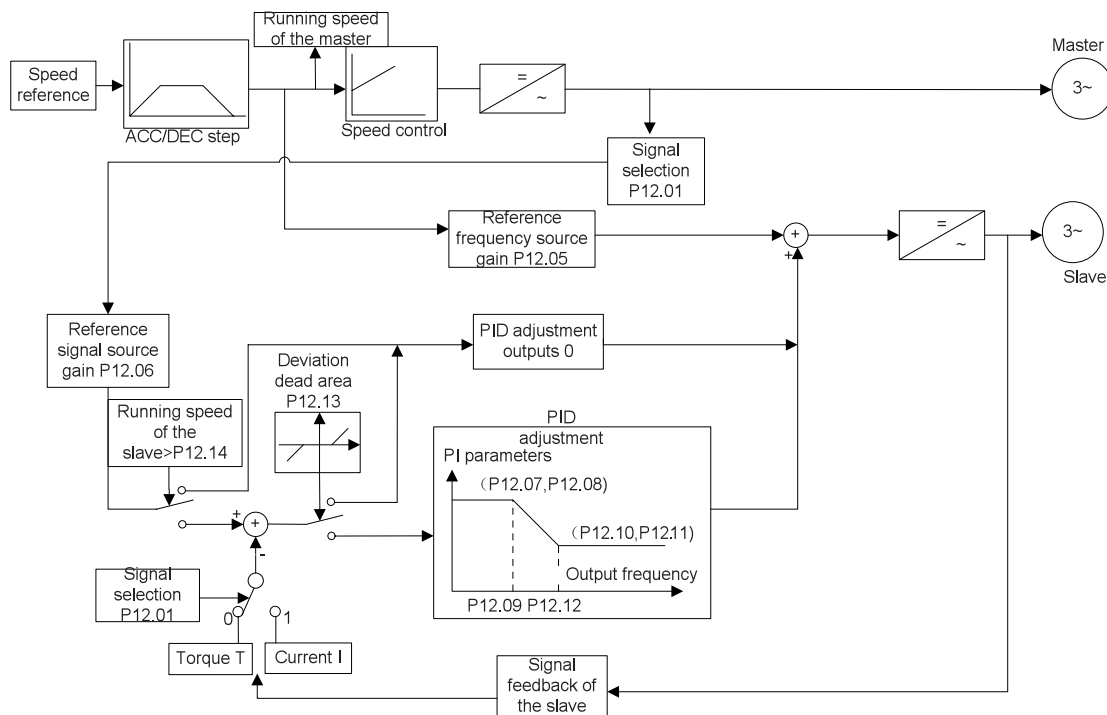 Running speed
of the master
Master
Speed
reference
=
~
3~
ACC/DEC step
Speed control
Signal
selection
P12.01
Reference
frequency source
gain P12.05
+
+
=
~
3~
Slave
Reference
signal source
gain P12.06
PID adjustment
outputs 0
Deviation
dead area
P12.13
Running speed
of the
slave>P12.14
PID
adjustment
PI parameters
(P12.07,P12.08)
(P12.10,P12.11)
Output frequency
P12.09 P12.12
+
+
-
Signal
selection
P12.01
0
1
Torque T
Current I
Signal
feedback of
the slave